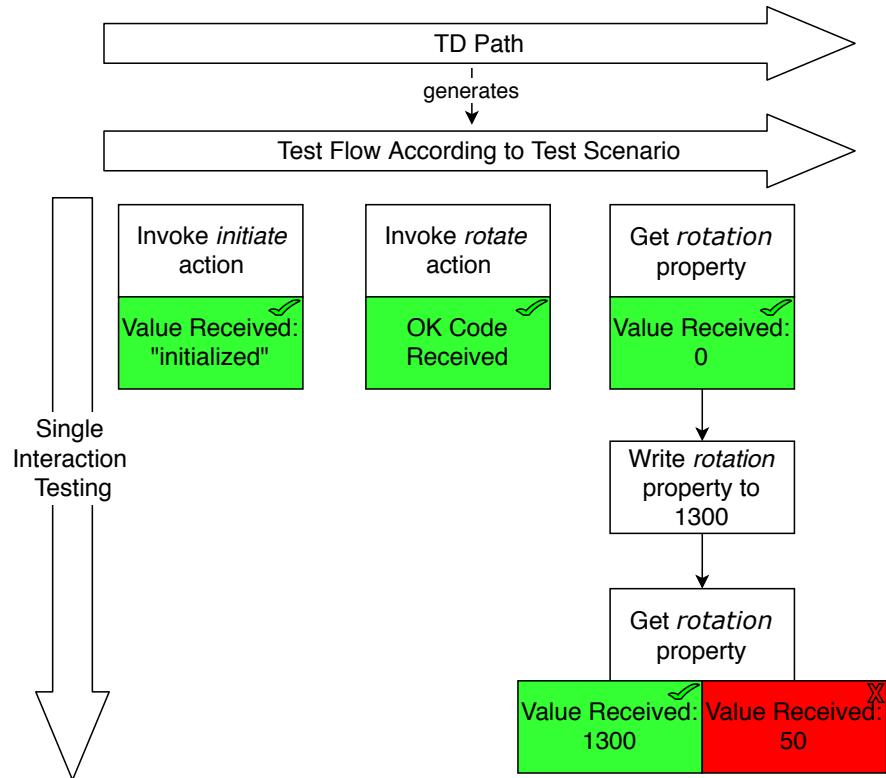 TD Path
generates
Test Flow According to Test Scenario
Invoke initiate
action
Value Received:
"initialized"
Invoke rotate
action
OK Code
Received
Get rotation
property
Value Received:
0
Single
Interaction
Testing
Write rotation
property to
1300
Get rotation
property
Value Received:
1300
X
Value Received:
50